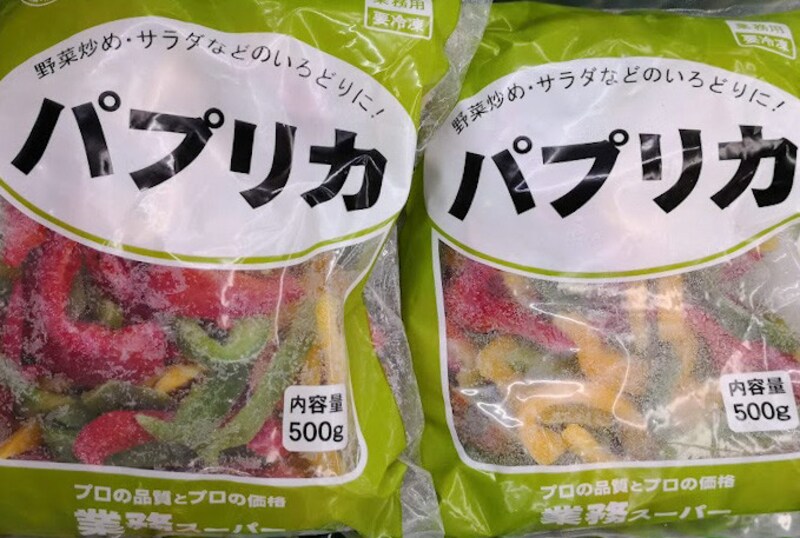 業務用
要冷凍
野菜炒め・サラダなどのいろどりに!
パプリカ
内容量
500g
プロの品質とプロの価格
業務スーパー
業務用
要冷凍
野菜炒め・サラダなどのいろどりに!
パプリカ
内容量
500g
プロの品質とプロの価格
業務スーパー